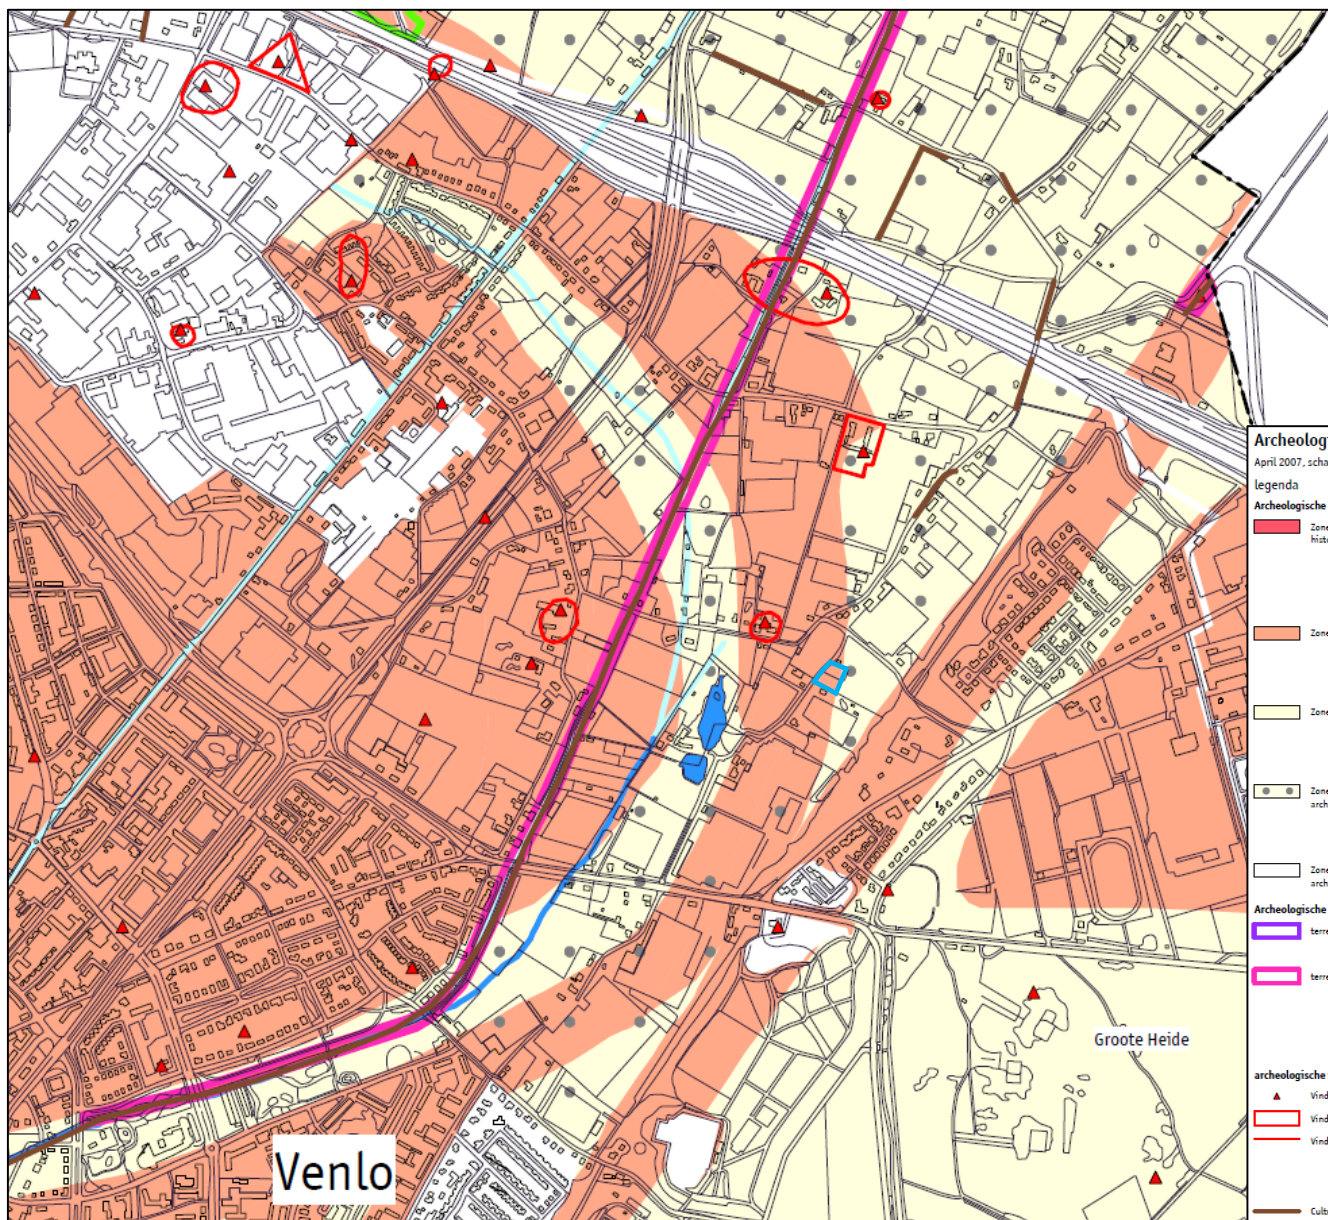 Archeolog
April 2007, scha
legenda
Archeologische
Zone
hist
Zone
Zone
Zone
arch
Zone
arch
Archeologische
terre
terre
Groote Heide
archeologische
Vind
Vind
Vind
Venlo
Cult